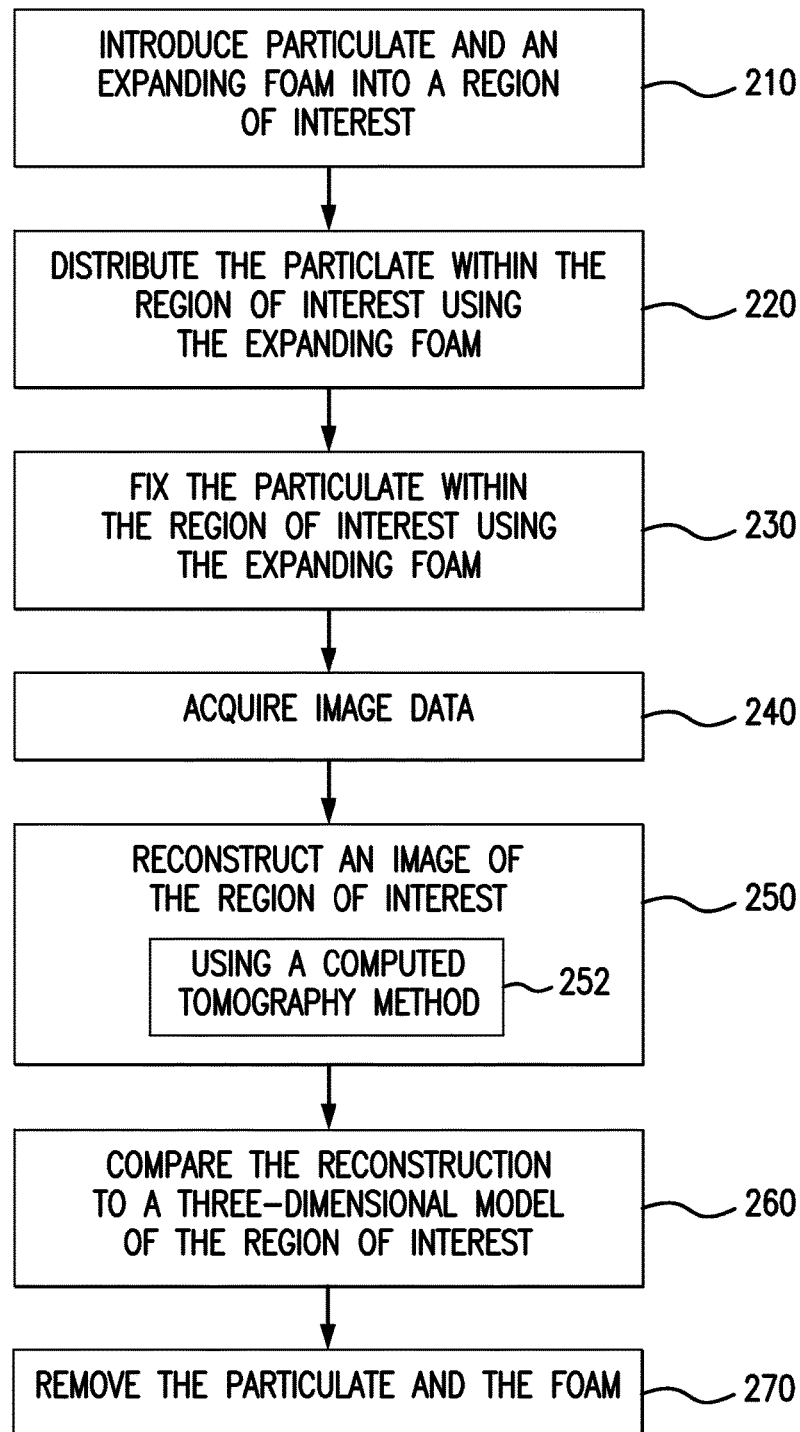 INTRODUCE PARTICULATE AND AN
EXPANDING FOAM INTO A REGION
OF INTEREST
210
DISTRIBUTE THE PARTICLATE WITHIN THE
REGION OF INTEREST USING
THE EXPANDING FOAM
220
FIX THE PARTICULATE WITHIN
THE REGION OF INTEREST USING
THE EXPANDING FOAM
230
ACQUIRE IMAGE DATA
240
RECONSTRUCT AN IMAGE OF
THE REGION OF INTEREST
250
USING A COMPUTED
TOMOGRAPHY METHOD
252
COMPARE THE RECONSTRUCTION
TO A THREE-DIMENSIONAL MODEL
OF THE REGION OF INTEREST
260
REMOVE THE PARTICULATE AND THE FOAM
270